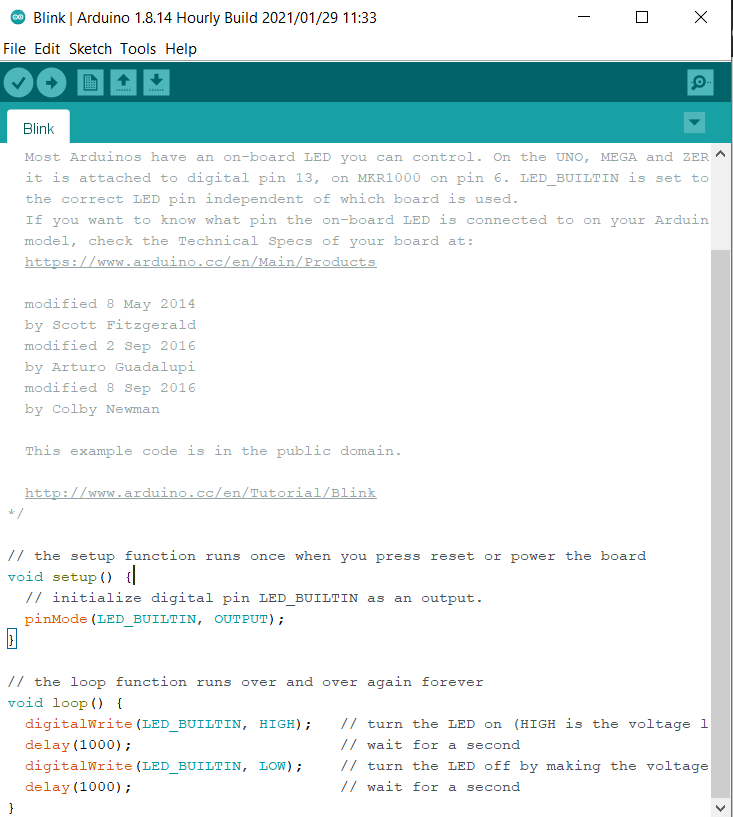 Blink | Arduino 1.8.14 Hourly Build 2021/01/29 11:33
File Edit Sketch Tools Help
Blink
Most Arduinos have an on-board LED you can control. On the UNO, MEGA and ZER
it is attached to digital pin 13, on MKR1000 on pin 6. LED_BUILTIN is set to
the correct LED pin independent of which board is used.
If you want to know what pin the on-board LED is connected to on your Arduin
model, check the Technical Specs of your board at:
https://www.arduino.cc/en/Main/Products
modified 8 May 2014
by Scott Fitzgerald
modified 2 Sep 2016
by Arturo Guadalupi
modified 8 Sep 2016
by Colby Newman
This example code is in the public domain.
http://www.arduino.cc/en/Tutorial/Blink
*/
// the setup function runs once when you press reset or power the board
void setup() {
// initialize digital pin LED_BUILTIN as an output.
pinMode(LED_BUILTIN, OUTPUT);
}
// the loop function runs over and over again forever
void loop() {
digitalWrite(LED_BUILTIN, HIGH);   // turn the LED on (HIGH is the voltage l
delay(1000);                       // wait for a second
digitalWrite(LED_BUILTIN, LOW);    // turn the LED off by making the voltage
delay(1000);                       // wait for a second
}